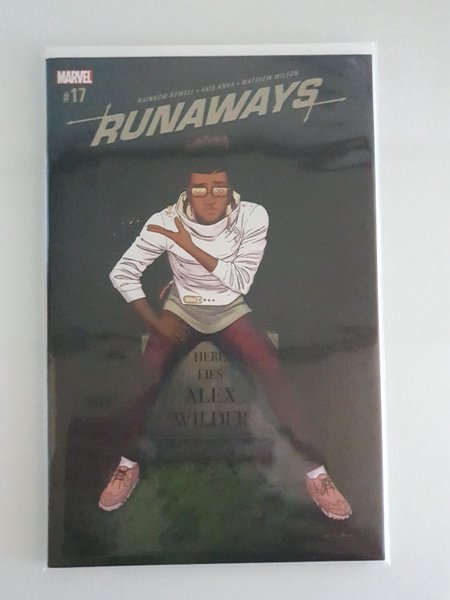 MARVEL
#17
RAINBOW ROWELL • KRIS ANKA • MATTHEW WILSON
RUNAWAYS
HERE
LIES
ALEX
WILDER